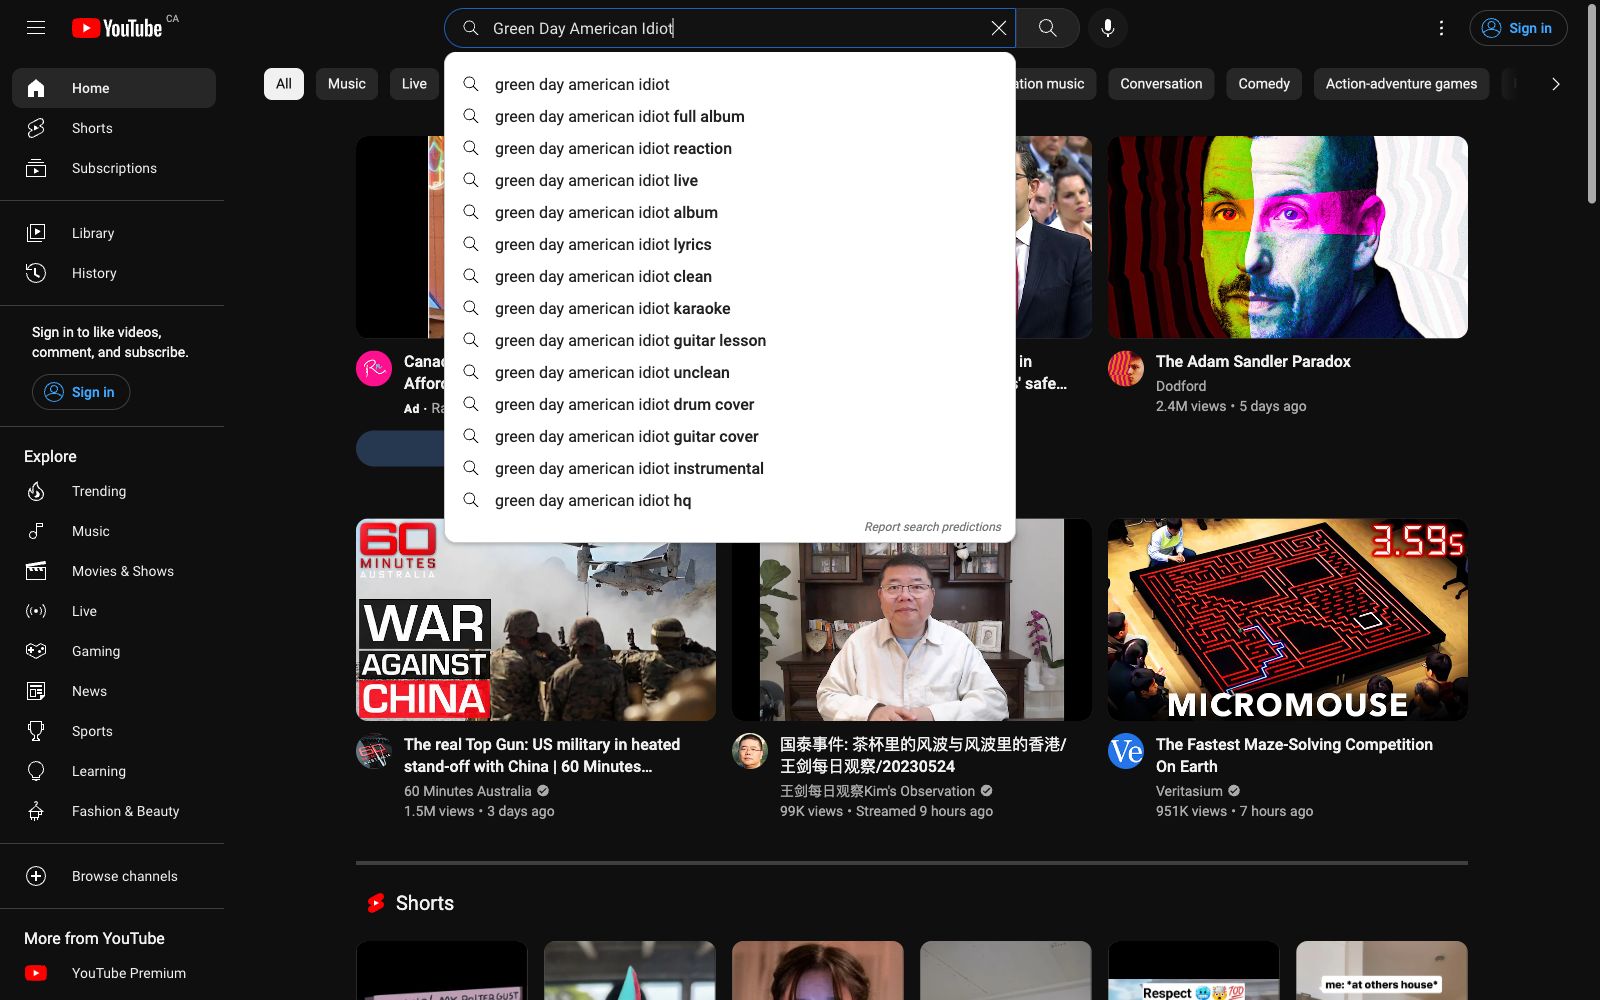 YouTube CA
Green Day American Idiot
Sign in
Home
Shorts
Subscriptions
Library
History
Sign in to like videos,
comment, and subscribe.
Sign in
Explore
Trending
Music
Movies & Shows
Live
Gaming
News
Sports
Learning
Fashion & Beauty
Browse channels
More from YouTube
YouTube Premium
All
Music
Live
music
Conversation
Comedy
Action-adventure games
green day american idiot
green day american idiot full album
green day american idiot reaction
green day american idiot live
green day american idiot album
green day american idiot lyrics
green day american idiot clean
green day american idiot karaoke
green day american idiot guitar lesson
green day american idiot unclean
green day american idiot drum cover
green day american idiot guitar cover
green day american idiot instrumental
green day american idiot hq
Report search predictions
Ad
in
safe…
The Adam Sandler Paradox
Dodford
2.4M views • 5 days ago
60
MINUTES
AUSTRALIA
WAR
AGAINST
CHINA
The real Top Gun: US military in heated
stand-off with China | 60 Minutes…
60 Minutes Australia
1.5M views • 3 days ago
国泰事件: 茶杯里的风波与风波里的香港/
王剑每日观察/20230524
王剑每日观察Kim's Observation
99K views • Streamed 9 hours ago
3.59s
MICROMOUSE
Ve
The Fastest Maze-Solving Competition
On Earth
Veritasium
951K views • 7 hours ago
Shorts
Respect 🥶🤯💯
me: *at others house*